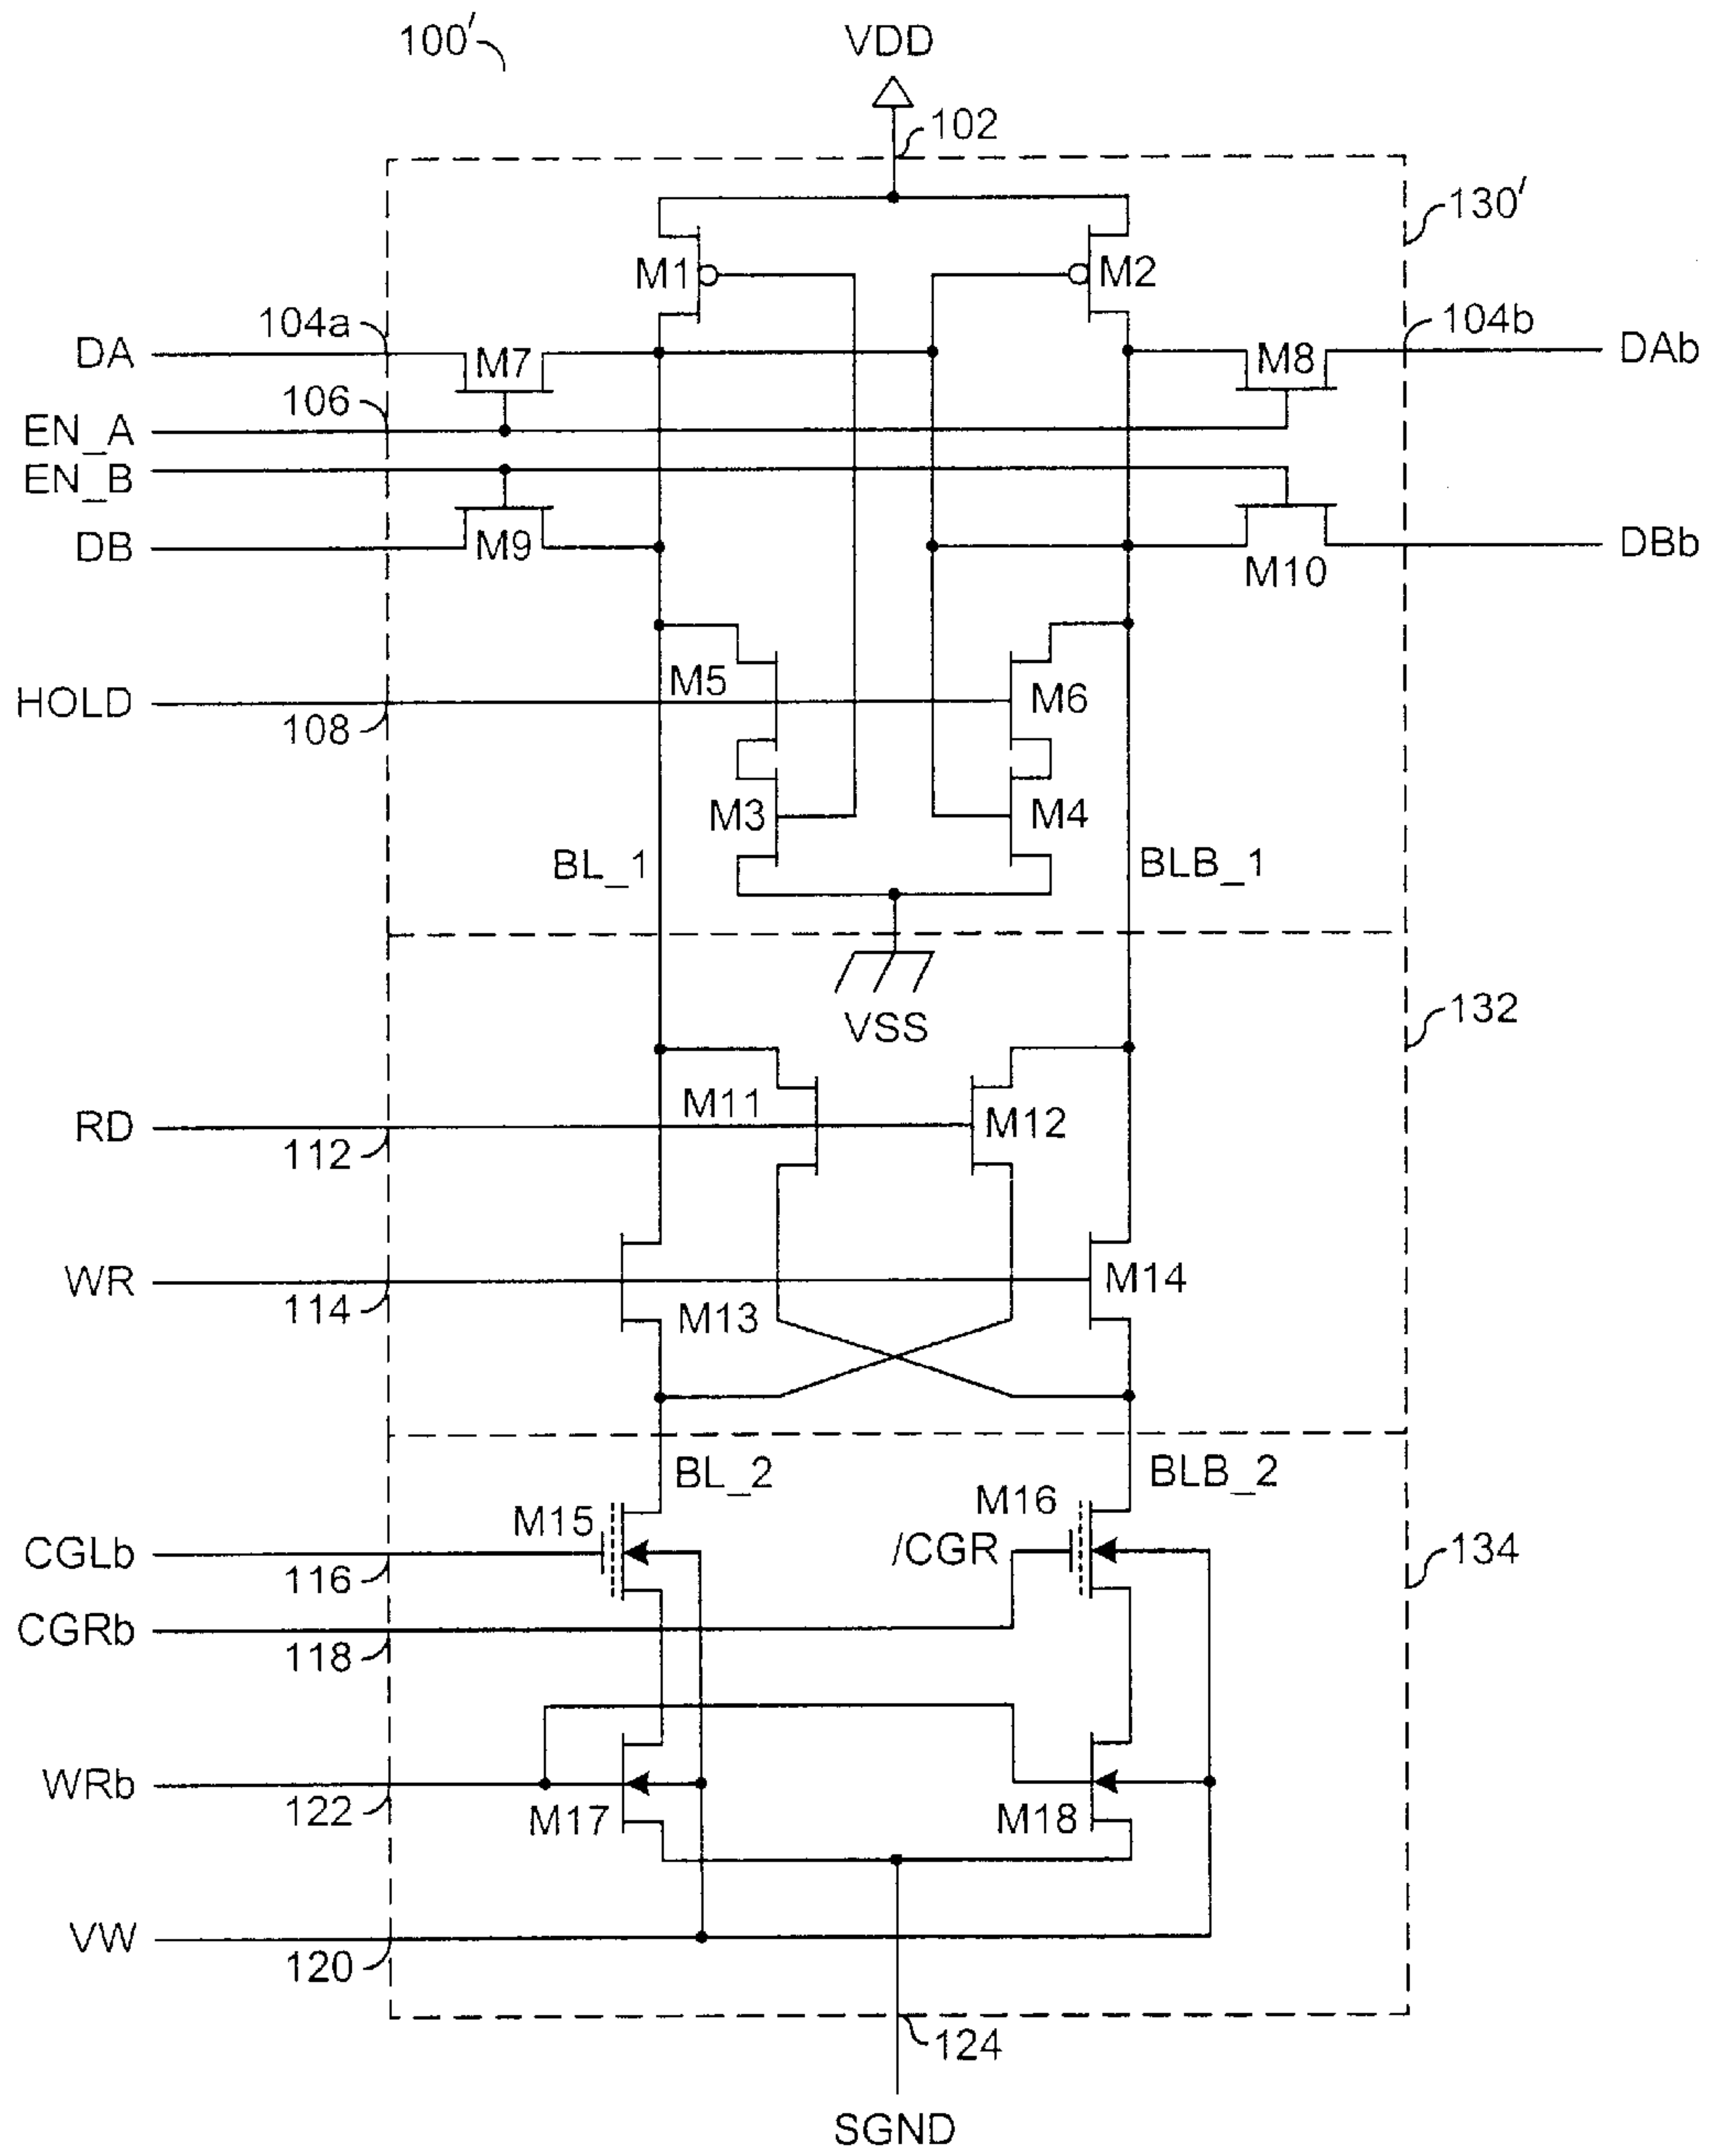 100′
VDD
102
130′
M1
M2
104a
104b
DA
M7
M8
DAb
106
EN_A
EN_B
DB
M9
M10
DBb
M5
M6
HOLD
108
M3
M4
BL_1
BLB_1
VSS
132
M11
M12
RD
112
WR
M14
114
M13
BL_2
BLB_2
M15
M16
CGLb
/CGR
134
116
CGRb
118
WRb
122
M17
M18
VW
120
124
SGND